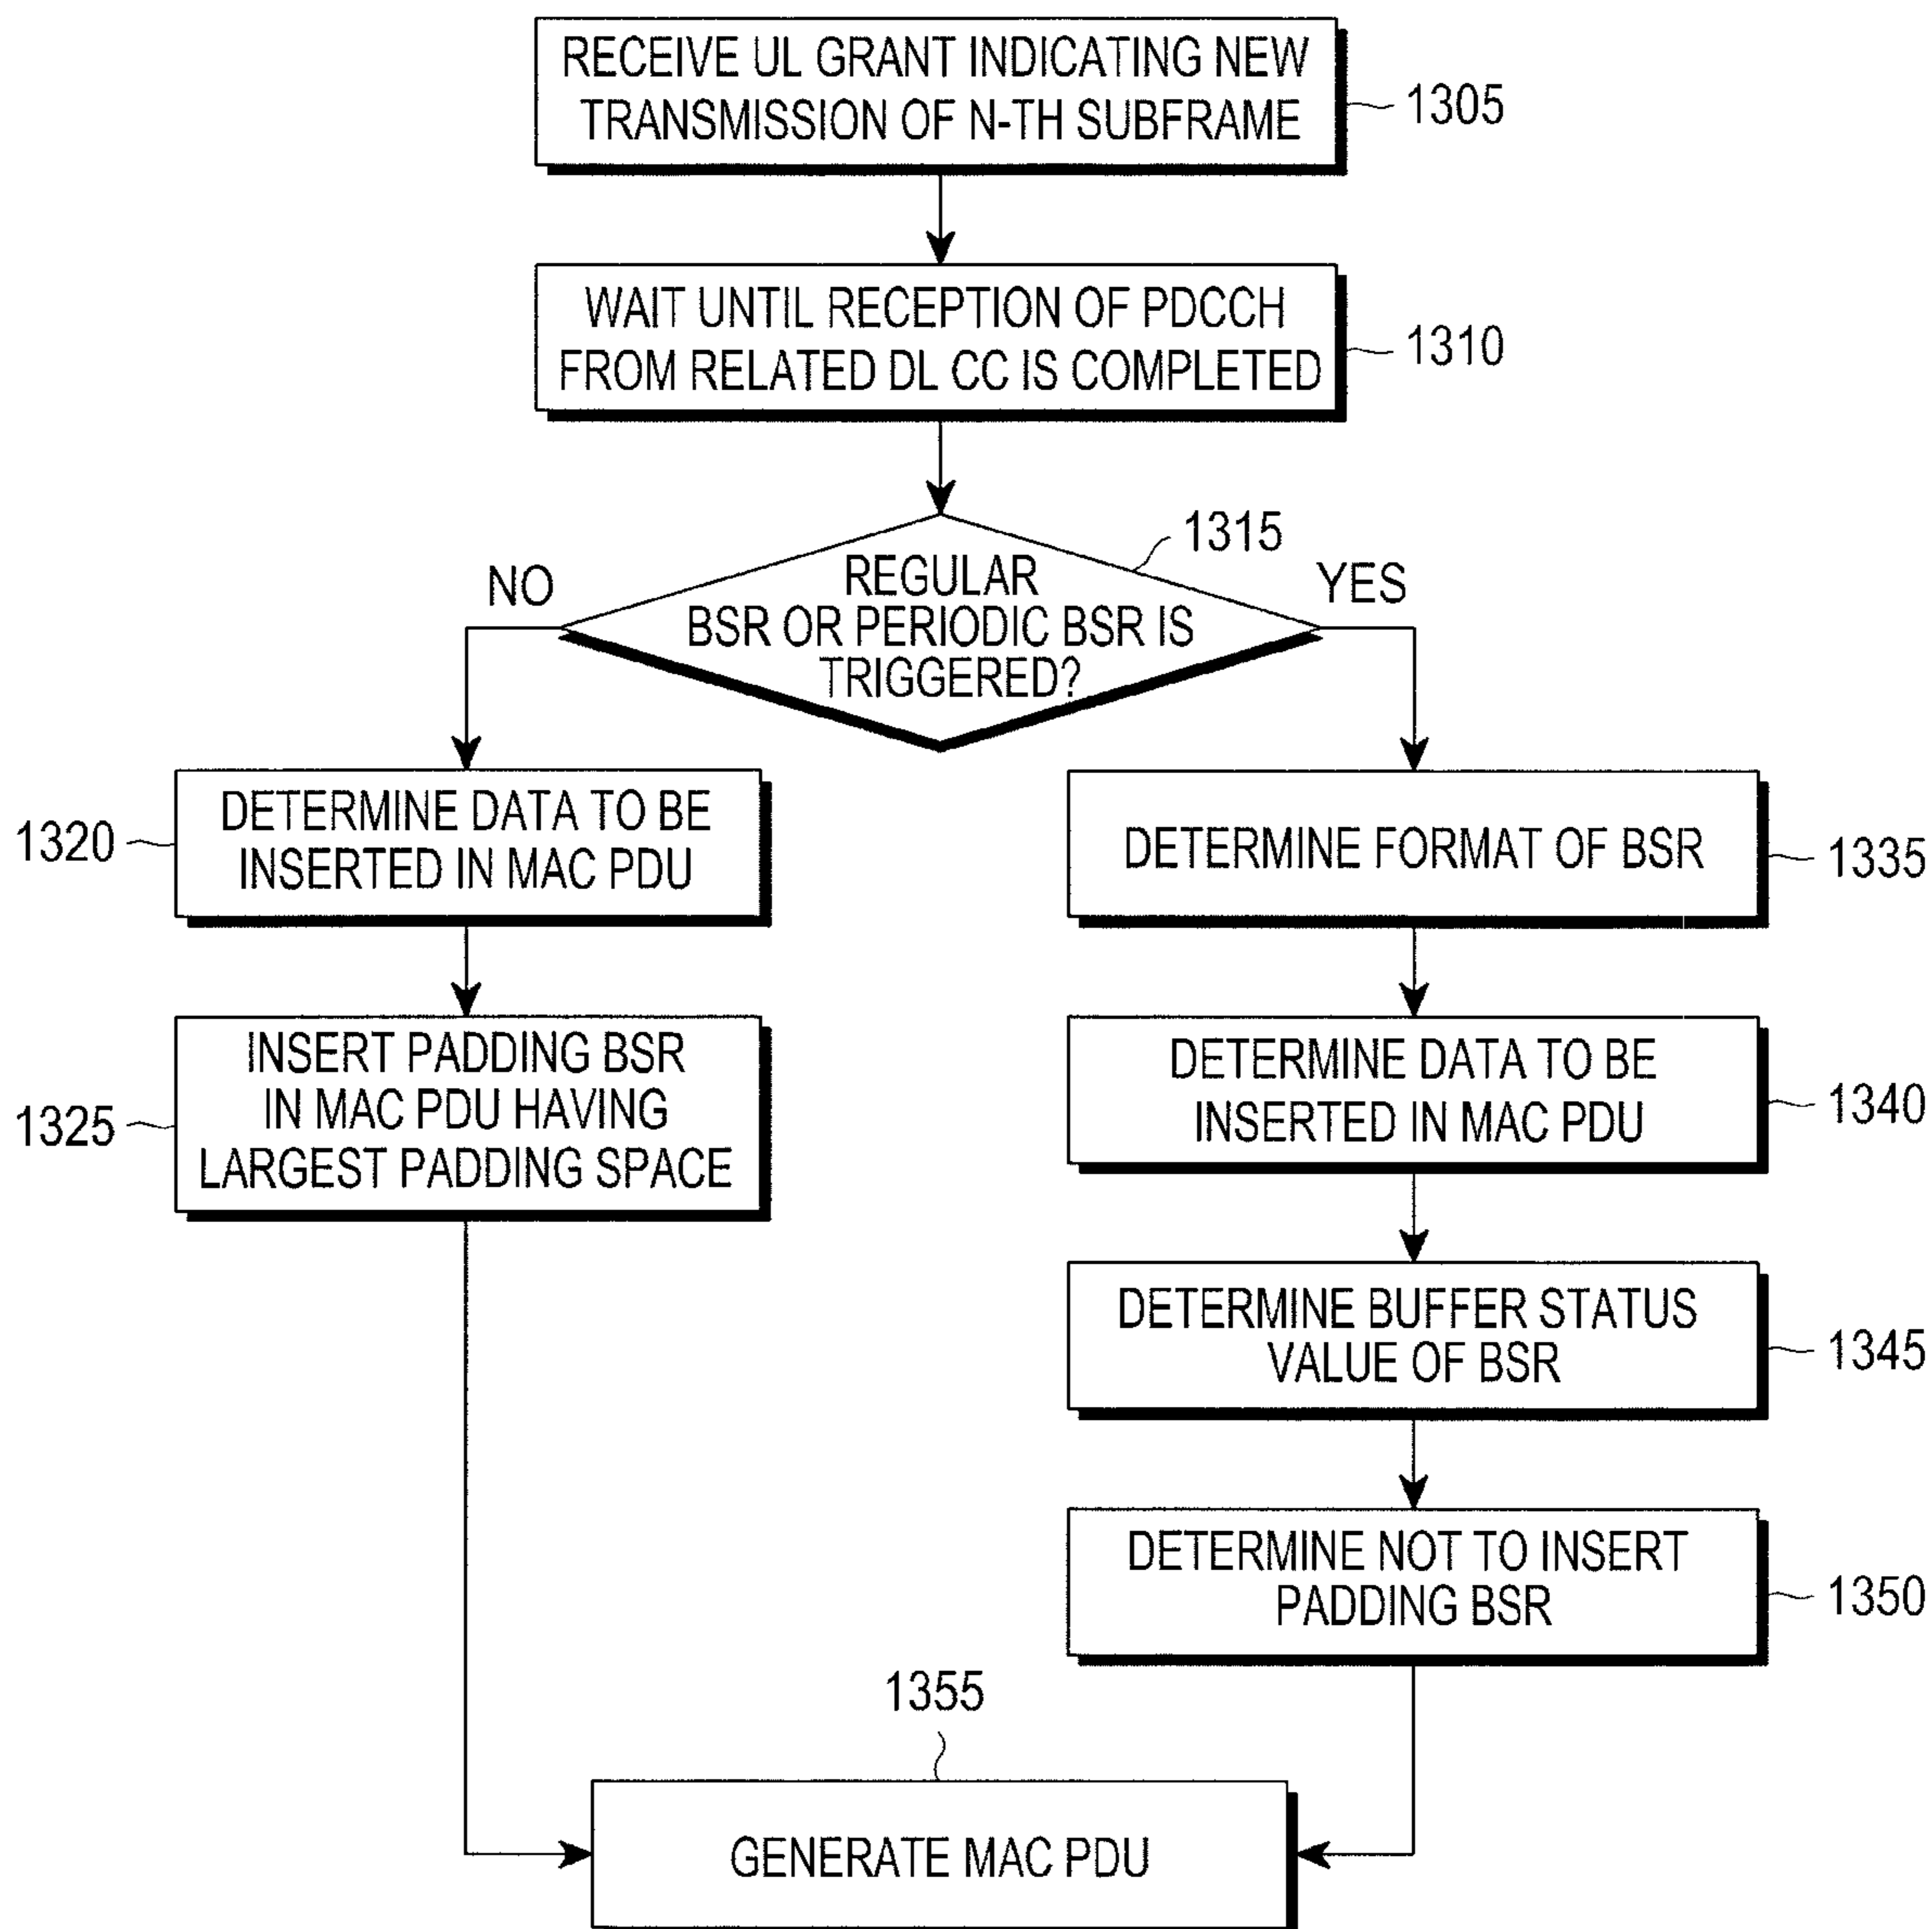 RECEIVE UL GRANT INDICATING NEW
TRANSMISSION OF N-TH SUBFRAME
1305
WAIT UNTIL RECEPTION OF PDCCH
FROM RELATED DL CC IS COMPLETED
1310
1315
NO
REGULAR
BSR OR PERIODIC BSR IS
TRIGGERED?
YES
1320
DETERMINE DATA TO BE
INSERTED IN MAC PDU
1325
INSERT PADDING BSR
IN MAC PDU HAVING
LARGEST PADDING SPACE
DETERMINE FORMAT OF BSR
1335
DETERMINE DATA TO BE
INSERTED IN MAC PDU
1340
DETERMINE BUFFER STATUS
VALUE OF BSR
1345
DETERMINE NOT TO INSERT
PADDING BSR
1350
1355
GENERATE MAC PDU